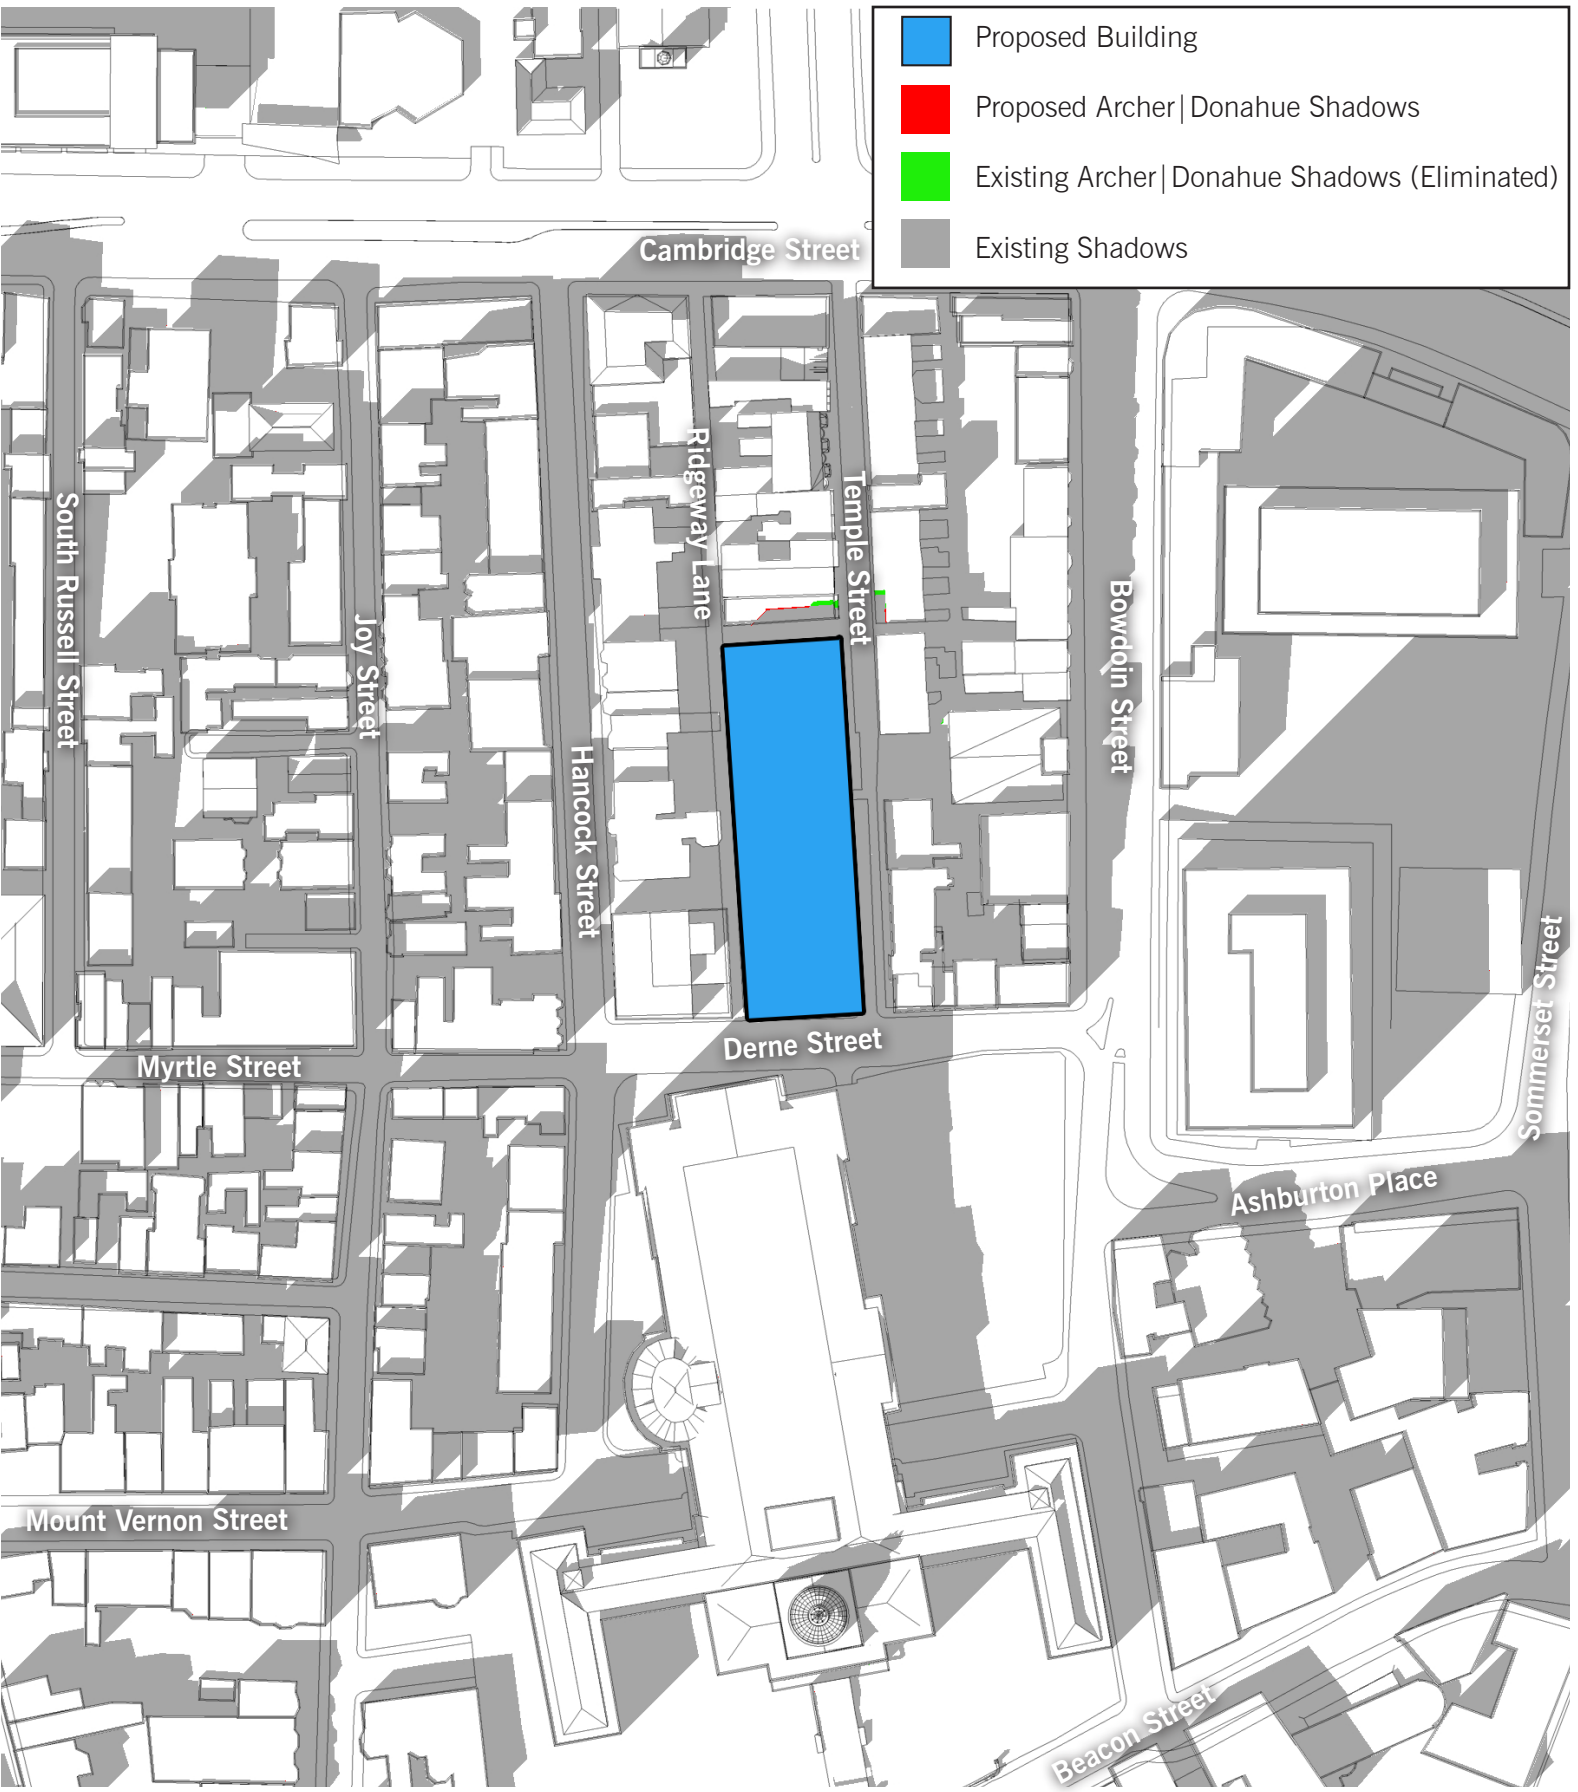 Proposed Building
Proposed Archer|Donahue Shadows
Existing Archer|Donahue Shadows (Eliminated)
Existing Shadows
Cambridge Street
Ridgeway Lane
Temple Street
South Russell Street
Joy Street
Bowdoin Street
Hancock Street
Sommerset Street
Derne Street
Myrtle Street
Ashburton Place
Mount Vernon Street
Beacon Street